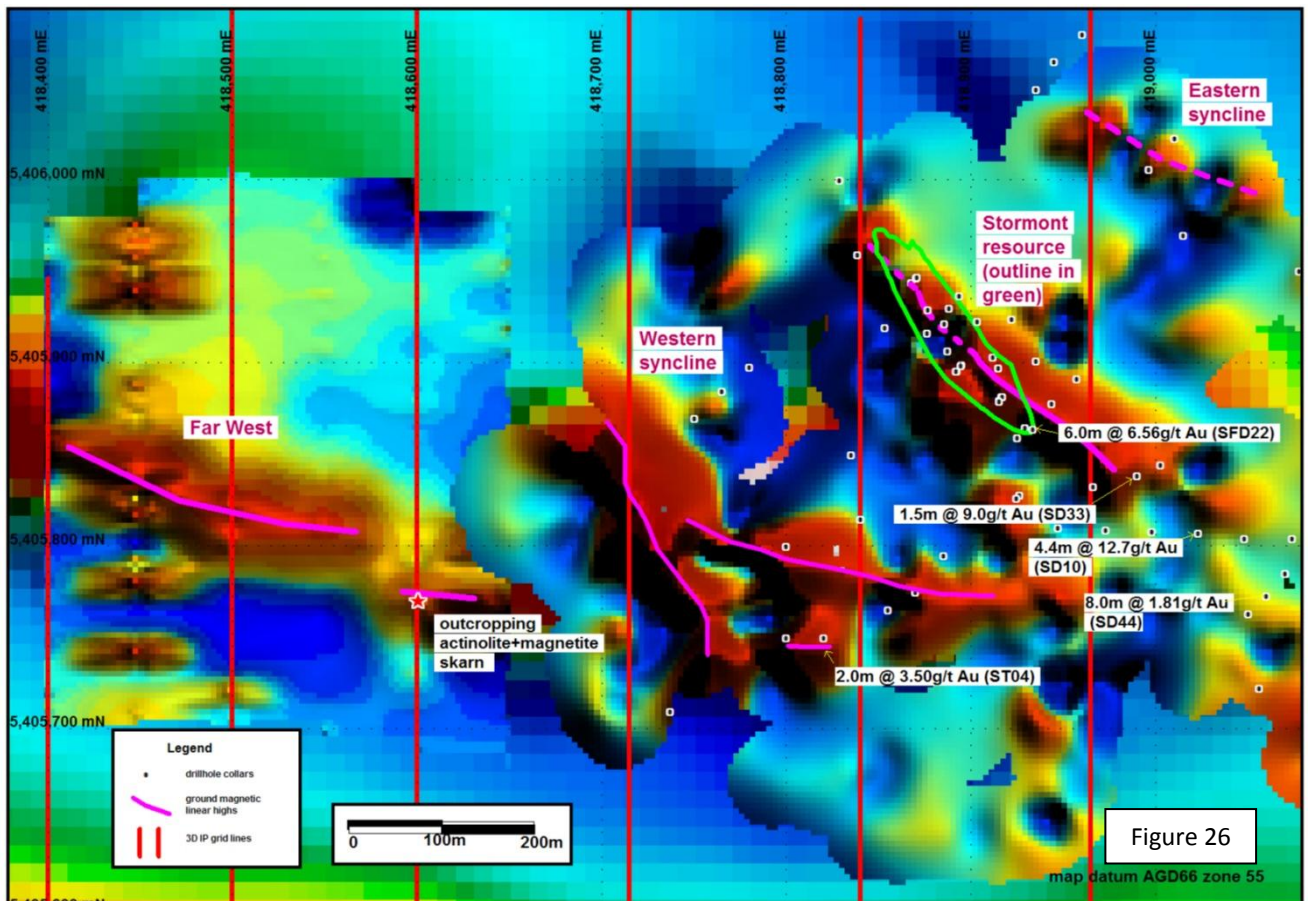 418,400 mE
418,500 mE
418,600 mE
418,700 mE
418,800 mE
418,900 mE
419,000 mE
Eastern
syncline
5,406,000 mN
Stormont
resource
(outline in
green)
Western
syncline
5,405,900 mN
Far West
6.0m @ 6.56g/t Au (SFD22)
1.5m @ 9.0g/t Au (SD33)
5,405,800 mN
4.4m @ 12.7g/t Au
(SD10)
8.0m @ 1.81g/t Au
(SD44)
outcropping
actinolite+magnetite
skarn
2.0m @ 3.50g/t Au (ST04)
5,405,700 mN
Legend
drillhole collars
ground magnetic
linear highs
3D IP grid lines
0 100m 200m
Figure 26
map datum AGD66 zone 55